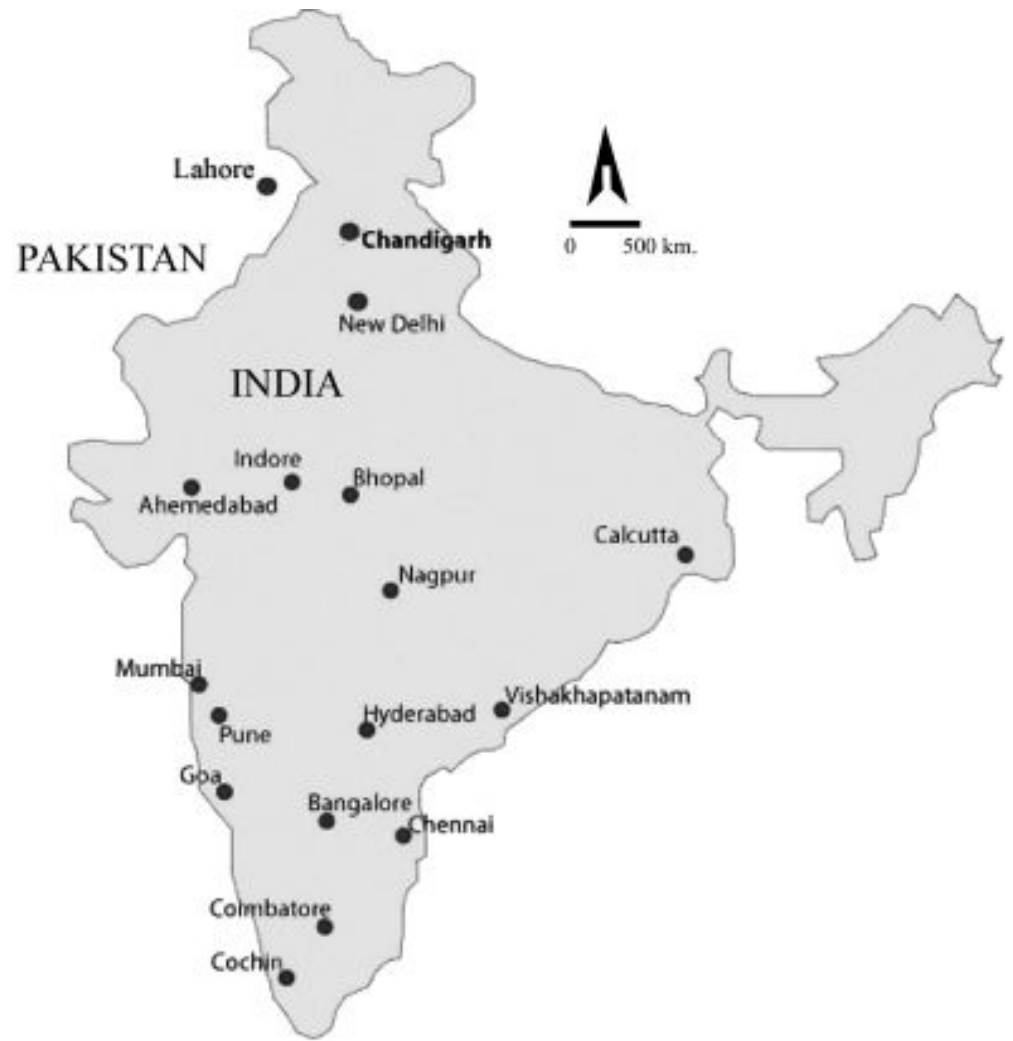 Lahore
Chandigarh
0 500 km.
PAKISTAN
New Delhi
INDIA
Indore
Bhopal
Ahemedabad
Calcutta
Nagpur
Mumbai
Vishakhapatanam
Hyderabad
Pune
Goa
Bangalore
Chennai
Coimbatore
Cochin